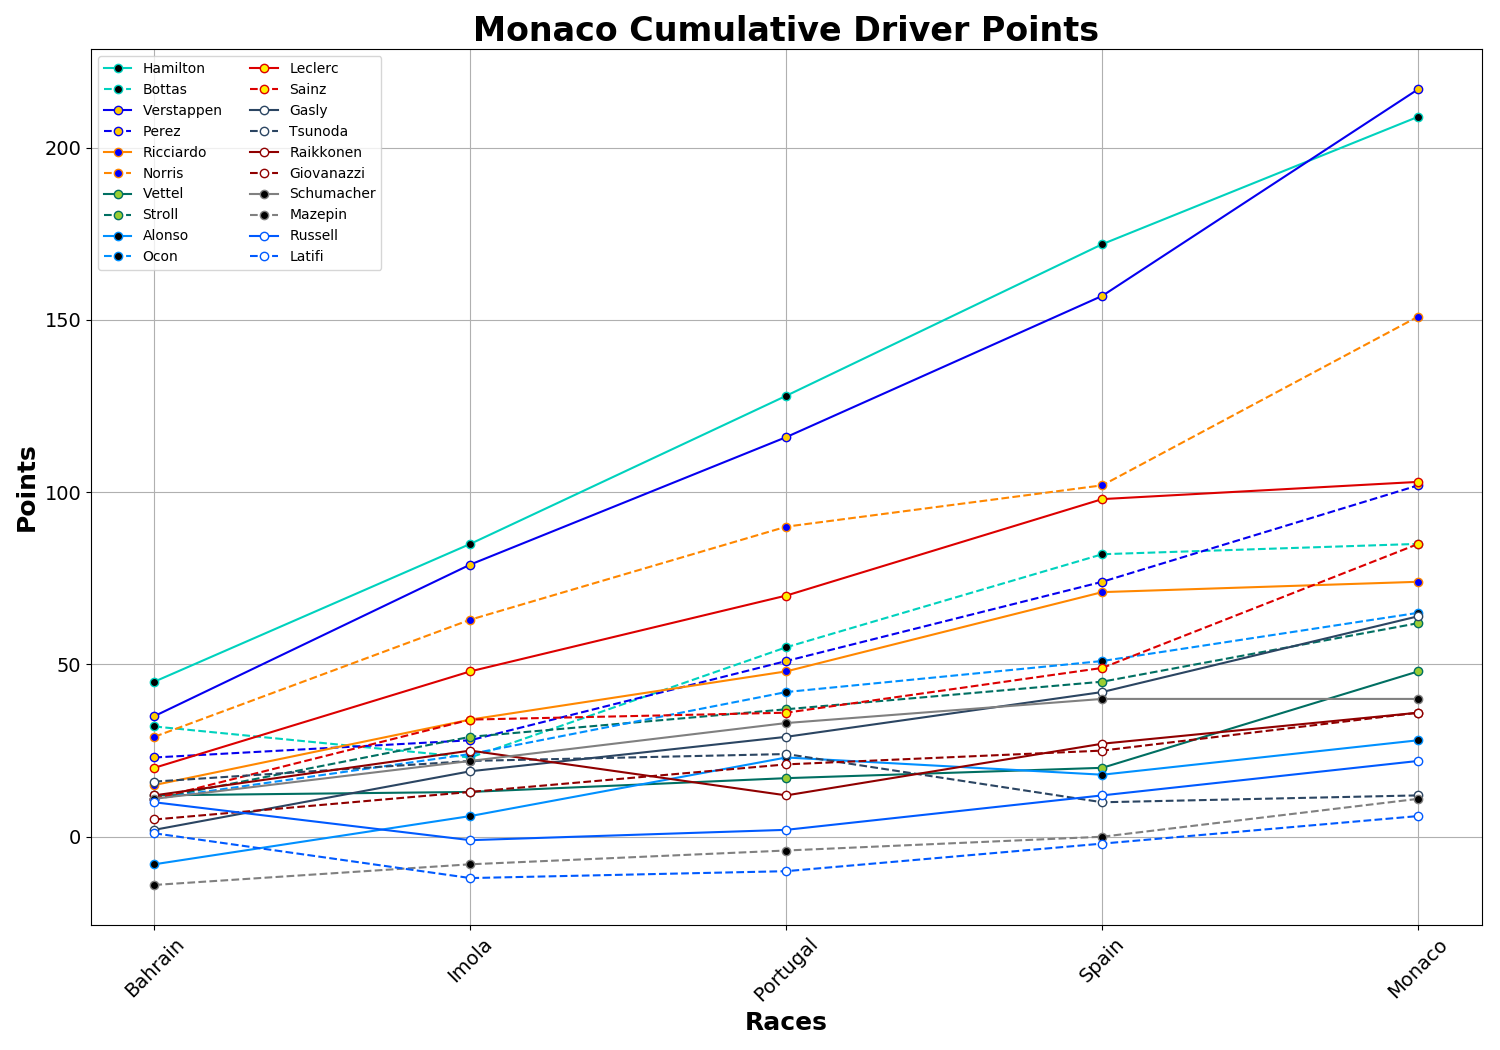 Monaco Cumulative Driver Points
Hamilton
Bottas
Verstappen
Perez
Ricciardo
Norris
Vettel
Stroll
Alonso
Ocon
Leclerc
Sainz
Gasly
Tsunoda
Raikkonen
Giovanazzi
Schumacher
Mazepin
Russell
Latifi
Points
200
150
100
50
0
Bahrain
Imola
Portugal
Spain
Monaco
Races